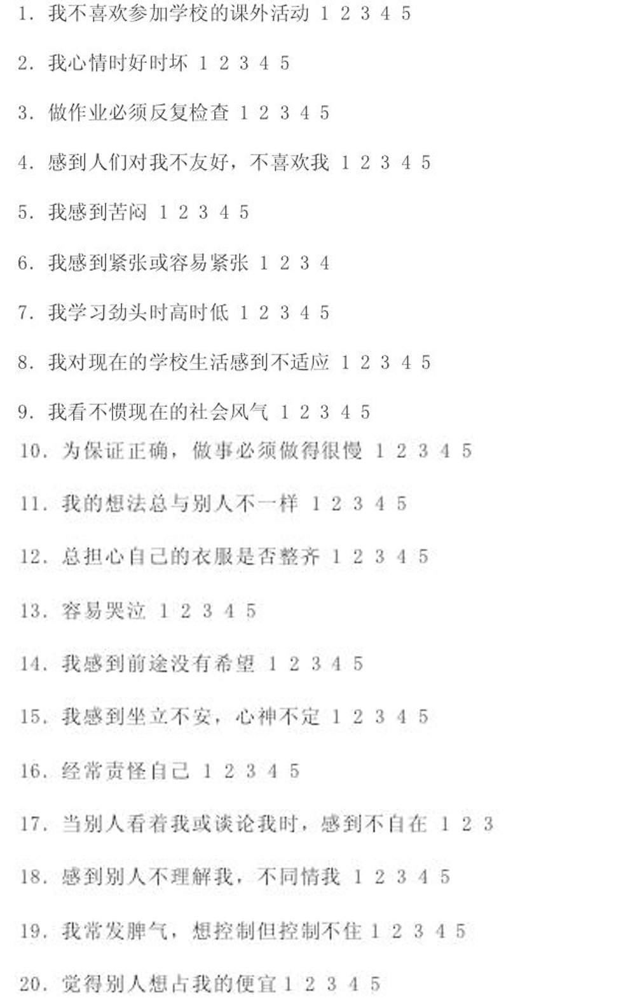 1. 我不喜欢参加学校的课外活动 1 2 3 4 5
2. 我心情时好时坏 1 2 3 4 5
3. 做作业必须反复检查 1 2 3 4 5
4. 感到人们对我不友好，不喜欢我 1 2 3 4 5
5. 我感到苦闷 1 2 3 4 5
6. 我感到紧张或容易紧张 1 2 3 4
7. 我学习劲头时高时低 1 2 3 4 5
8. 我对现在的学校生活感到不适应 1 2 3 4 5
9. 我看不惯现在的社会风气 1 2 3 4 5
10. 为保证正确，做事必须做得很慢 1 2 3 4 5
11. 我的想法总与别人不一样 1 2 3 4 5
12. 总担心自己的衣服是否整齐 1 2 3 4 5
13. 容易哭泣 1 2 3 4 5
14. 我感到前途没有希望 1 2 3 4 5
15. 我感到坐立不安，心神不定 1 2 3 4 5
16. 经常责怪自己 1 2 3 4 5
17. 当别人看着我或谈论我时，感到不自在 1 2 3
18. 感到别人不理解我，不同情我 1 2 3 4 5
19. 我常发脾气，想控制但控制不住 1 2 3 4 5
20. 觉得别人想占我的便宜 1 2 3 4 5